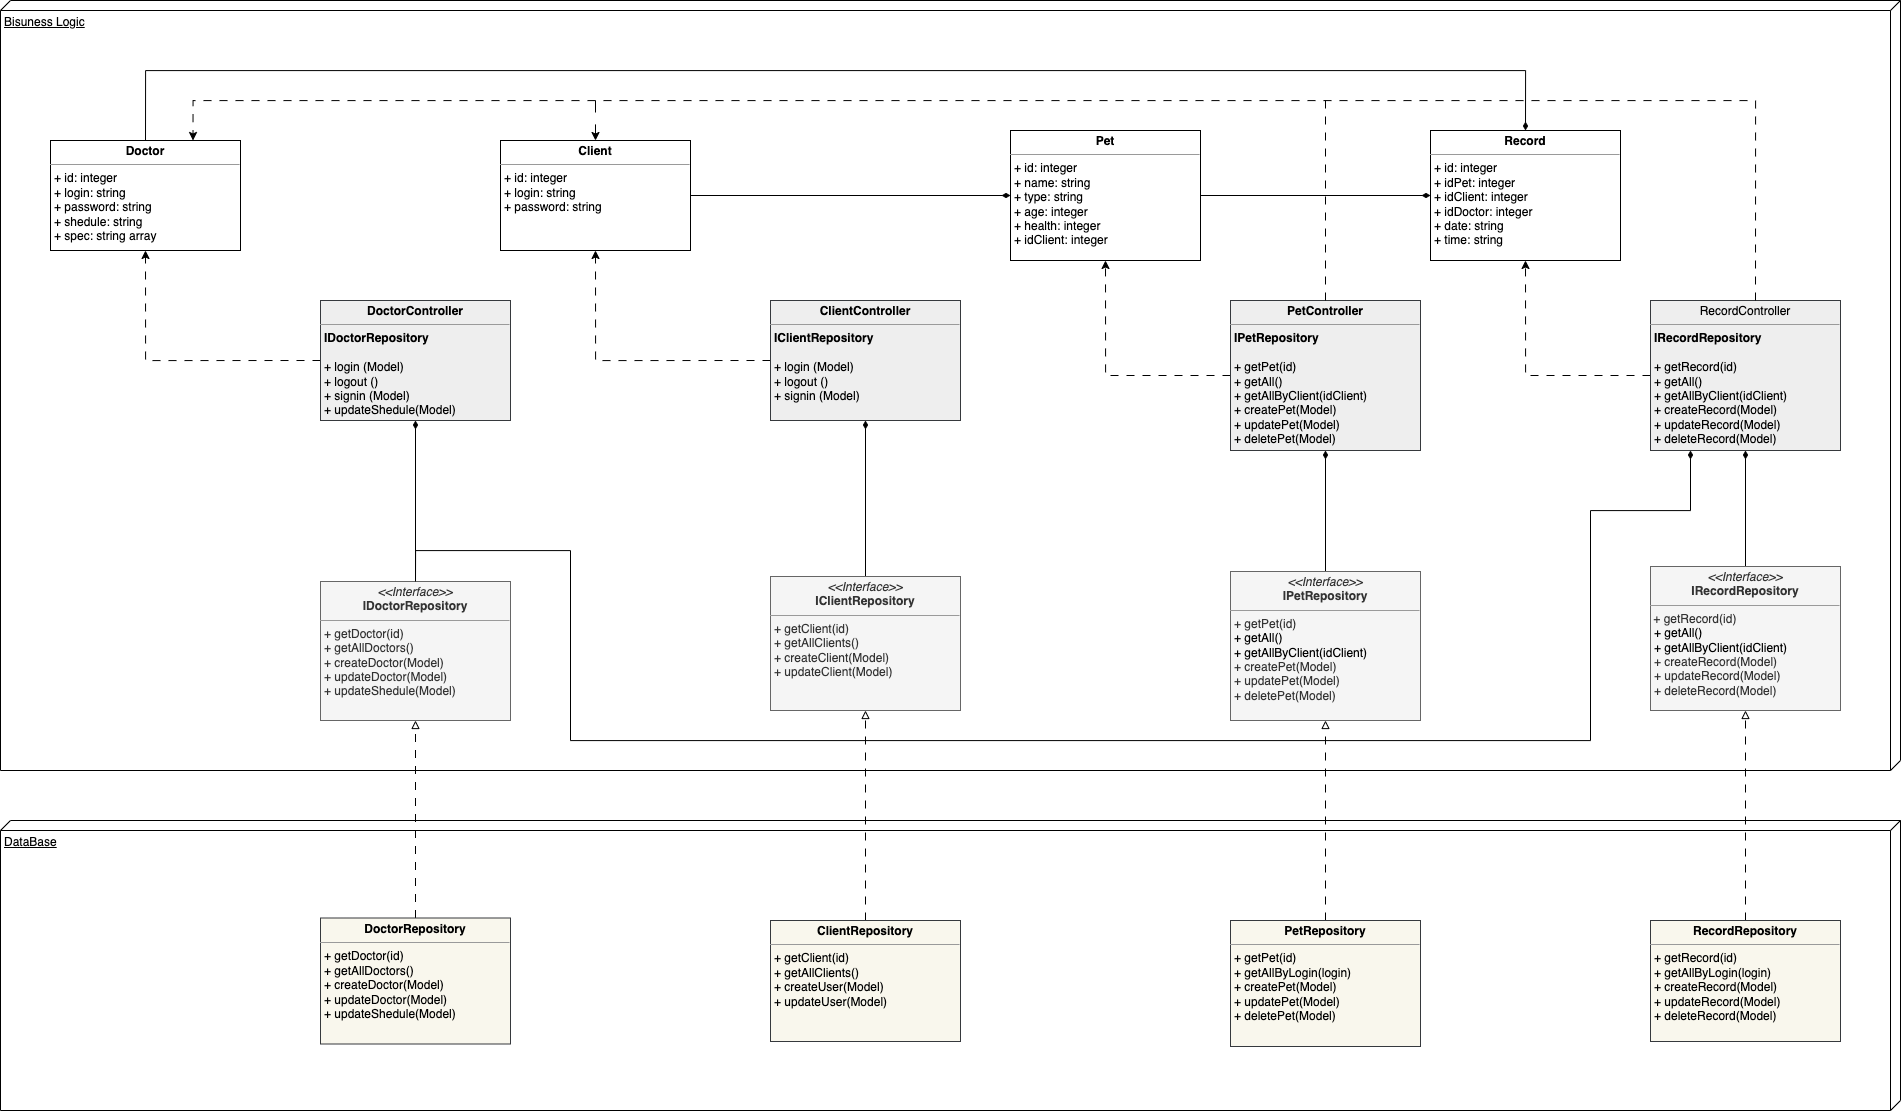 Bisuness Logic
Doctor
+ id: integer
+ login: string
+ password: string
+ shedule: string
+ spec: string array
Client
+ id: integer
+ login: string
+ password: string
Pet
+ id: integer
+ name: string
+ type: string
+ age: integer
+ health: integer
+ idClient: integer
Record
+ id: integer
+ idPet: integer
+ idClient: integer
+ idDoctor: integer
+ date: string
+ time: string
DoctorController
IDoctorRepository
+ login (Model)
+ logout ()
+ signin (Model)
+ updateShedule(Model)
ClientController
IClientRepository
+ login (Model)
+ logout ()
+ signin (Model)
PetController
IPetRepository
+ getPet(id)
+ getAll()
+ getAllByClient(idClient)
+ createPet(Model)
+ updatePet(Model)
+ deletePet(Model)
RecordController
IRecordRepository
+ getRecord(id)
+ getAll()
+ getAllByClient(idClient)
+ createRecord(Model)
+ updateRecord(Model)
+ deleteRecord(Model)
<<Interface>>
IDoctorRepository
+ getDoctor(id)
+ getAllDoctors()
+ createDoctor(Model)
+ updateDoctor(Model)
+ updateShedule(Model)
<<Interface>>
IClientRepository
+ getClient(id)
+ getAllClients()
+ createClient(Model)
+ updateClient(Model)
<<Interface>>
IPetRepository
+ getPet(id)
+ getAll()
+ getAllByClient(idClient)
+ createPet(Model)
+ updatePet(Model)
+ deletePet(Model)
<<Interface>>
IRecordRepository
+ getRecord(id)
+ getAll()
+ getAllByClient(idClient)
+ createRecord(Model)
+ updateRecord(Model)
+ deleteRecord(Model)
DataBase
DoctorRepository
+ getDoctor(id)
+ getAllDoctors()
+ createDoctor(Model)
+ updateDoctor(Model)
+ updateShedule(Model)
ClientRepository
+ getClient(id)
+ getAllClients()
+ createUser(Model)
+ updateUser(Model)
PetRepository
+ getPet(id)
+ getAllByLogin(login)
+ createPet(Model)
+ updatePet(Model)
+ deletePet(Model)
RecordRepository
+ getRecord(id)
+ getAllByLogin(login)
+ createRecord(Model)
+ updateRecord(Model)
+ deleteRecord(Model)